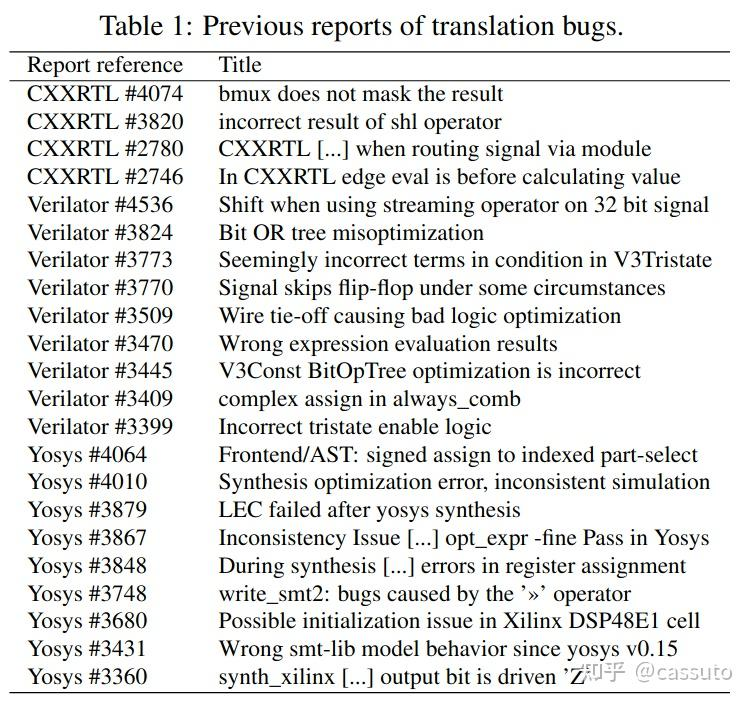 Table 1: Previous reports of translation bugs.
Report reference Title
CXXRTL #4074 bmux does not mask the result
CXXRTL #3820 incorrect result of shl operator
CXXRTL #2780 CXXRTL [...] when routing signal via module
CXXRTL #2746 In CXXRTL edge eval is before calculating value
Verilator #4536 Shift when using streaming operator on 32 bit signal
Verilator #3824 Bit OR tree misoptimization
Verilator #3773 Seemingly incorrect terms in condition in V3Tristate
Verilator #3770 Signal skips flip-flop under some circumstances
Verilator #3509 Wire tie-off causing bad logic optimization
Verilator #3470 Wrong expression evaluation results
Verilator #3445 V3Const BitOpTree optimization is incorrect
Verilator #3409 complex assign in always_comb
Verilator #3399 Incorrect tristate enable logic
Yosys #4064 Frontend/AST: signed assign to indexed part-select
Yosys #4010 Synthesis optimization error, inconsistent simulation
Yosys #3879 LEC failed after yosys synthesis
Yosys #3867 Inconsistency Issue [...] opt_expr -fine Pass in Yosys
Yosys #3848 During synthesis [...] errors in register assignment
Yosys #3748 write_smt2: bugs caused by the ’»’ operator
Yosys #3680 Possible initialization issue in Xilinx DSP48E1 cell
Yosys #3431 Wrong smt-lib model behavior since yosys v0.15
Yosys #3360 synth_xilinx [...] output bit is driven ’Z’
知乎 @cassuto